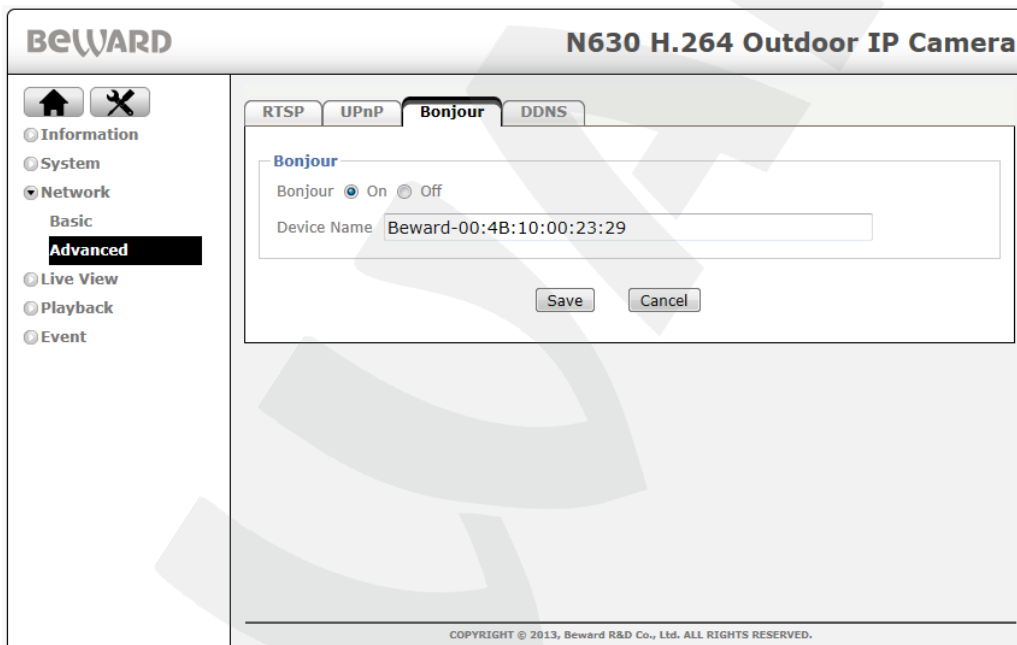 BEWARD
N630 H.264 Outdoor IP Camera
Information
System
Network
Basic
Advanced
Live View
Playback
Event
RTSP UPnP Bonjour DDNS
Bonjour
Bonjour On Off
Device Name Beward-00:4B:10:00:23:29
Save Cancel
COPYRIGHT © 2013, Beward R&D Co., Ltd. ALL RIGHTS RESERVED.